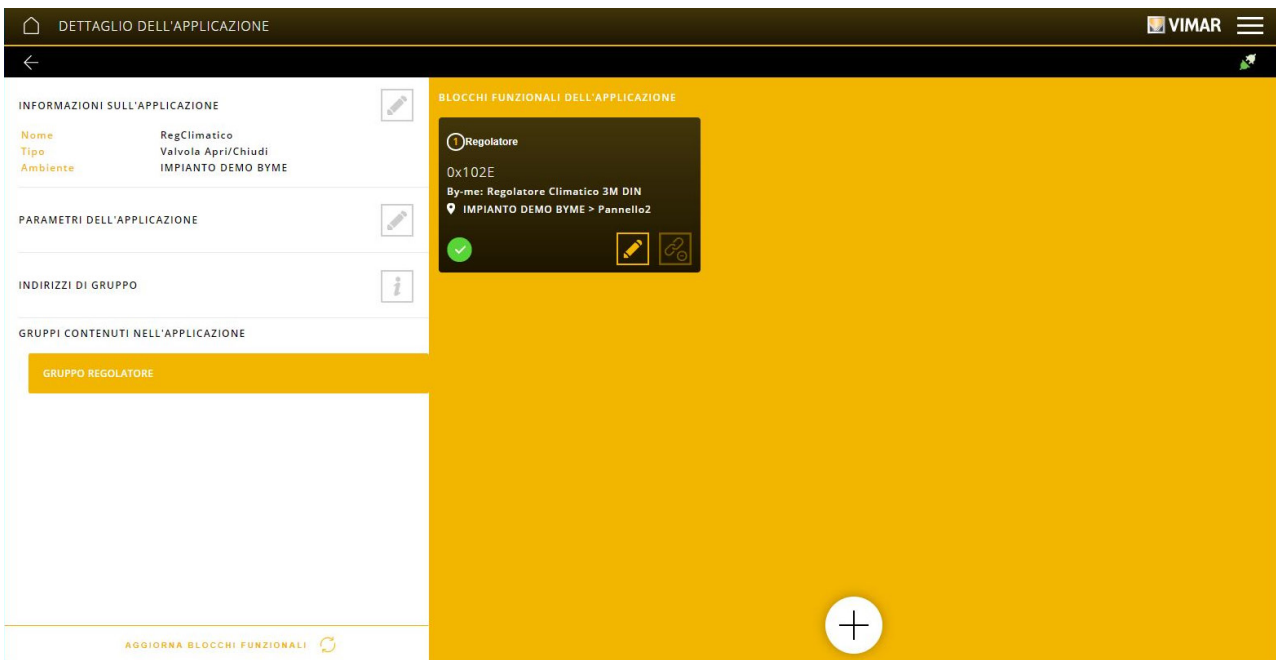 DETTAGLIO DELL'APPLICAZIONE
VIMAR
INFORMAZIONI SULL'APPLICAZIONE
Nome RegClimatico
Tipo Valvola Apri/Chiudi
Ambiente IMPIANTO DEMO BYME
PARAMETRI DELL'APPLICAZIONE
INDIRIZZI DI GRUPPO
i
GRUPPI CONTENUTI NELL'APPLICAZIONE
GRUPPO REGOLATORE
AGGIORNA BLOCCHI FUNZIONALI
BLOCCHI FUNZIONALI DELL'APPLICAZIONE
1 Regolatore
0x102E
By-me: Regolatore Climatico 3M DIN
IMPIANTO DEMO BYME > Pannello2